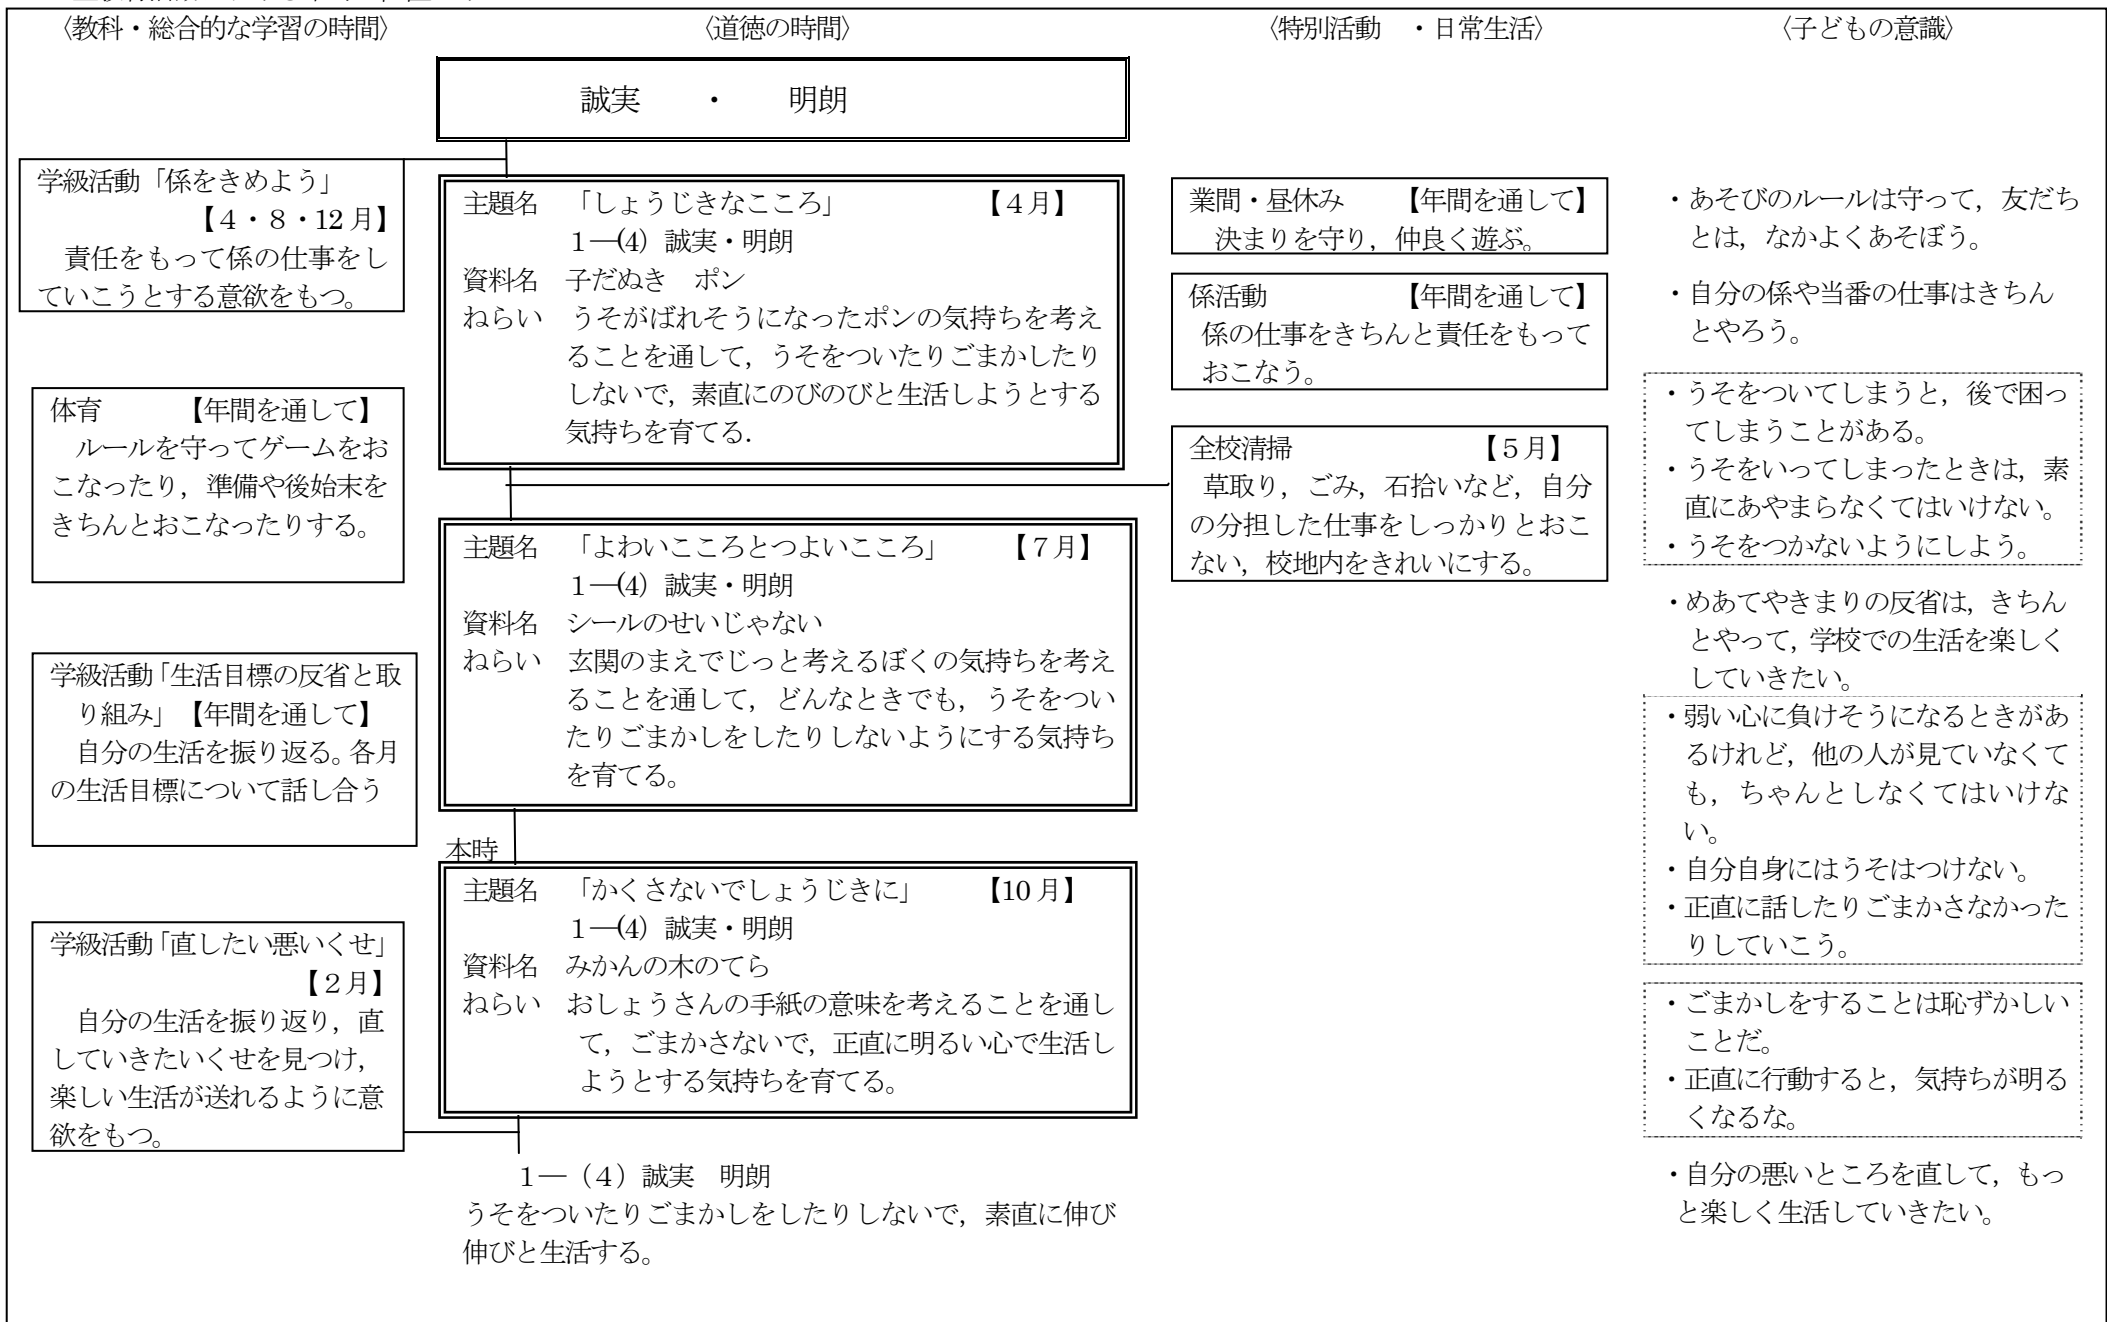 〈教科・総合的な学習の時間〉
〈道徳の時間〉
〈特別活動　・日常生活〉
〈子どもの意識〉
誠実　・　明朗
学級活動「係をきめよう」
【４・８・12月】
責任をもって係の仕事をし
ていこうとする意欲をもつ。
体育　【年間を通して】
ルールを守ってゲームをお
こなったり，準備や後始末を
きちんとおこなったりする。
学級活動「生活目標の反省と取
り組み」【年間を通して】
自分の生活を振り返る。各月
の生活目標について話し合う
学級活動「直したい悪いくせ」
【２月】
自分の生活を振り返り，直
していきたいくせを見つけ，
楽しい生活が送れるように意
欲をもつ。
主題名　「しょうじきなこころ」　【４月】
１―(4) 誠実・明朗
資料名　子だぬき　ポン
ねらい　うそがばれそうになったポンの気持ちを考え
ることを通して，うそをついたりごまかしたり
しないで，素直にのびのびと生活しようとする
気持ちを育てる.
主題名　「よわいこころとつよいこころ」　【７月】
１―(4) 誠実・明朗
資料名　シールのせいじゃない
ねらい　玄関のまえでじっと考えるぼくの気持ちを考え
ることを通して，どんなときでも，うそをつい
たりごまかしをしたりしないようにする気持ち
を育てる。
本時
主題名　「かくさないでしょうじきに」　【10月】
１―(4) 誠実・明朗
資料名　みかんの木のてら
ねらい　おしょうさんの手紙の意味を考えることを通し
て，ごまかさないで，正直に明るい心で生活し
ようとする気持ちを育てる。
１―（４）誠実　明朗
うそをついたりごまかしをしたりしないで，素直に伸び
伸びと生活する。
業間・昼休み　【年間を通して】
決まりを守り，仲良く遊ぶ。
係活動　【年間を通して】
係の仕事をきちんと責任をもって
おこなう。
全校清掃　【５月】
草取り，ごみ，石拾いなど，自分
の分担した仕事をしっかりとおこ
ない，校地内をきれいにする。
・あそびのルールは守って，友だち
とは，なかよくあそぼう。
・自分の係や当番の仕事はきちん
とやろう。
・うそをついてしまうと，後で困っ
てしまうことがある。
・うそをいってしまったときは，素
直にあやまらなくてはいけない。
・うそをつかないようにしよう。
・めあてやきまりの反省は，きちん
とやって，学校での生活を楽しく
していきたい。
・弱い心に負けそうになるときがあ
るけれど，他の人が見ていなくて
も，ちゃんとしなくてはいけな
い。
・自分自身にはうそはつけない。
・正直に話したりごまかさなかった
りしていこう。
・ごまかしをすることは恥ずかしい
ことだ。
・正直に行動すると，気持ちが明る
くなるな。
・自分の悪いところを直して，もっ
と楽しく生活していきたい。